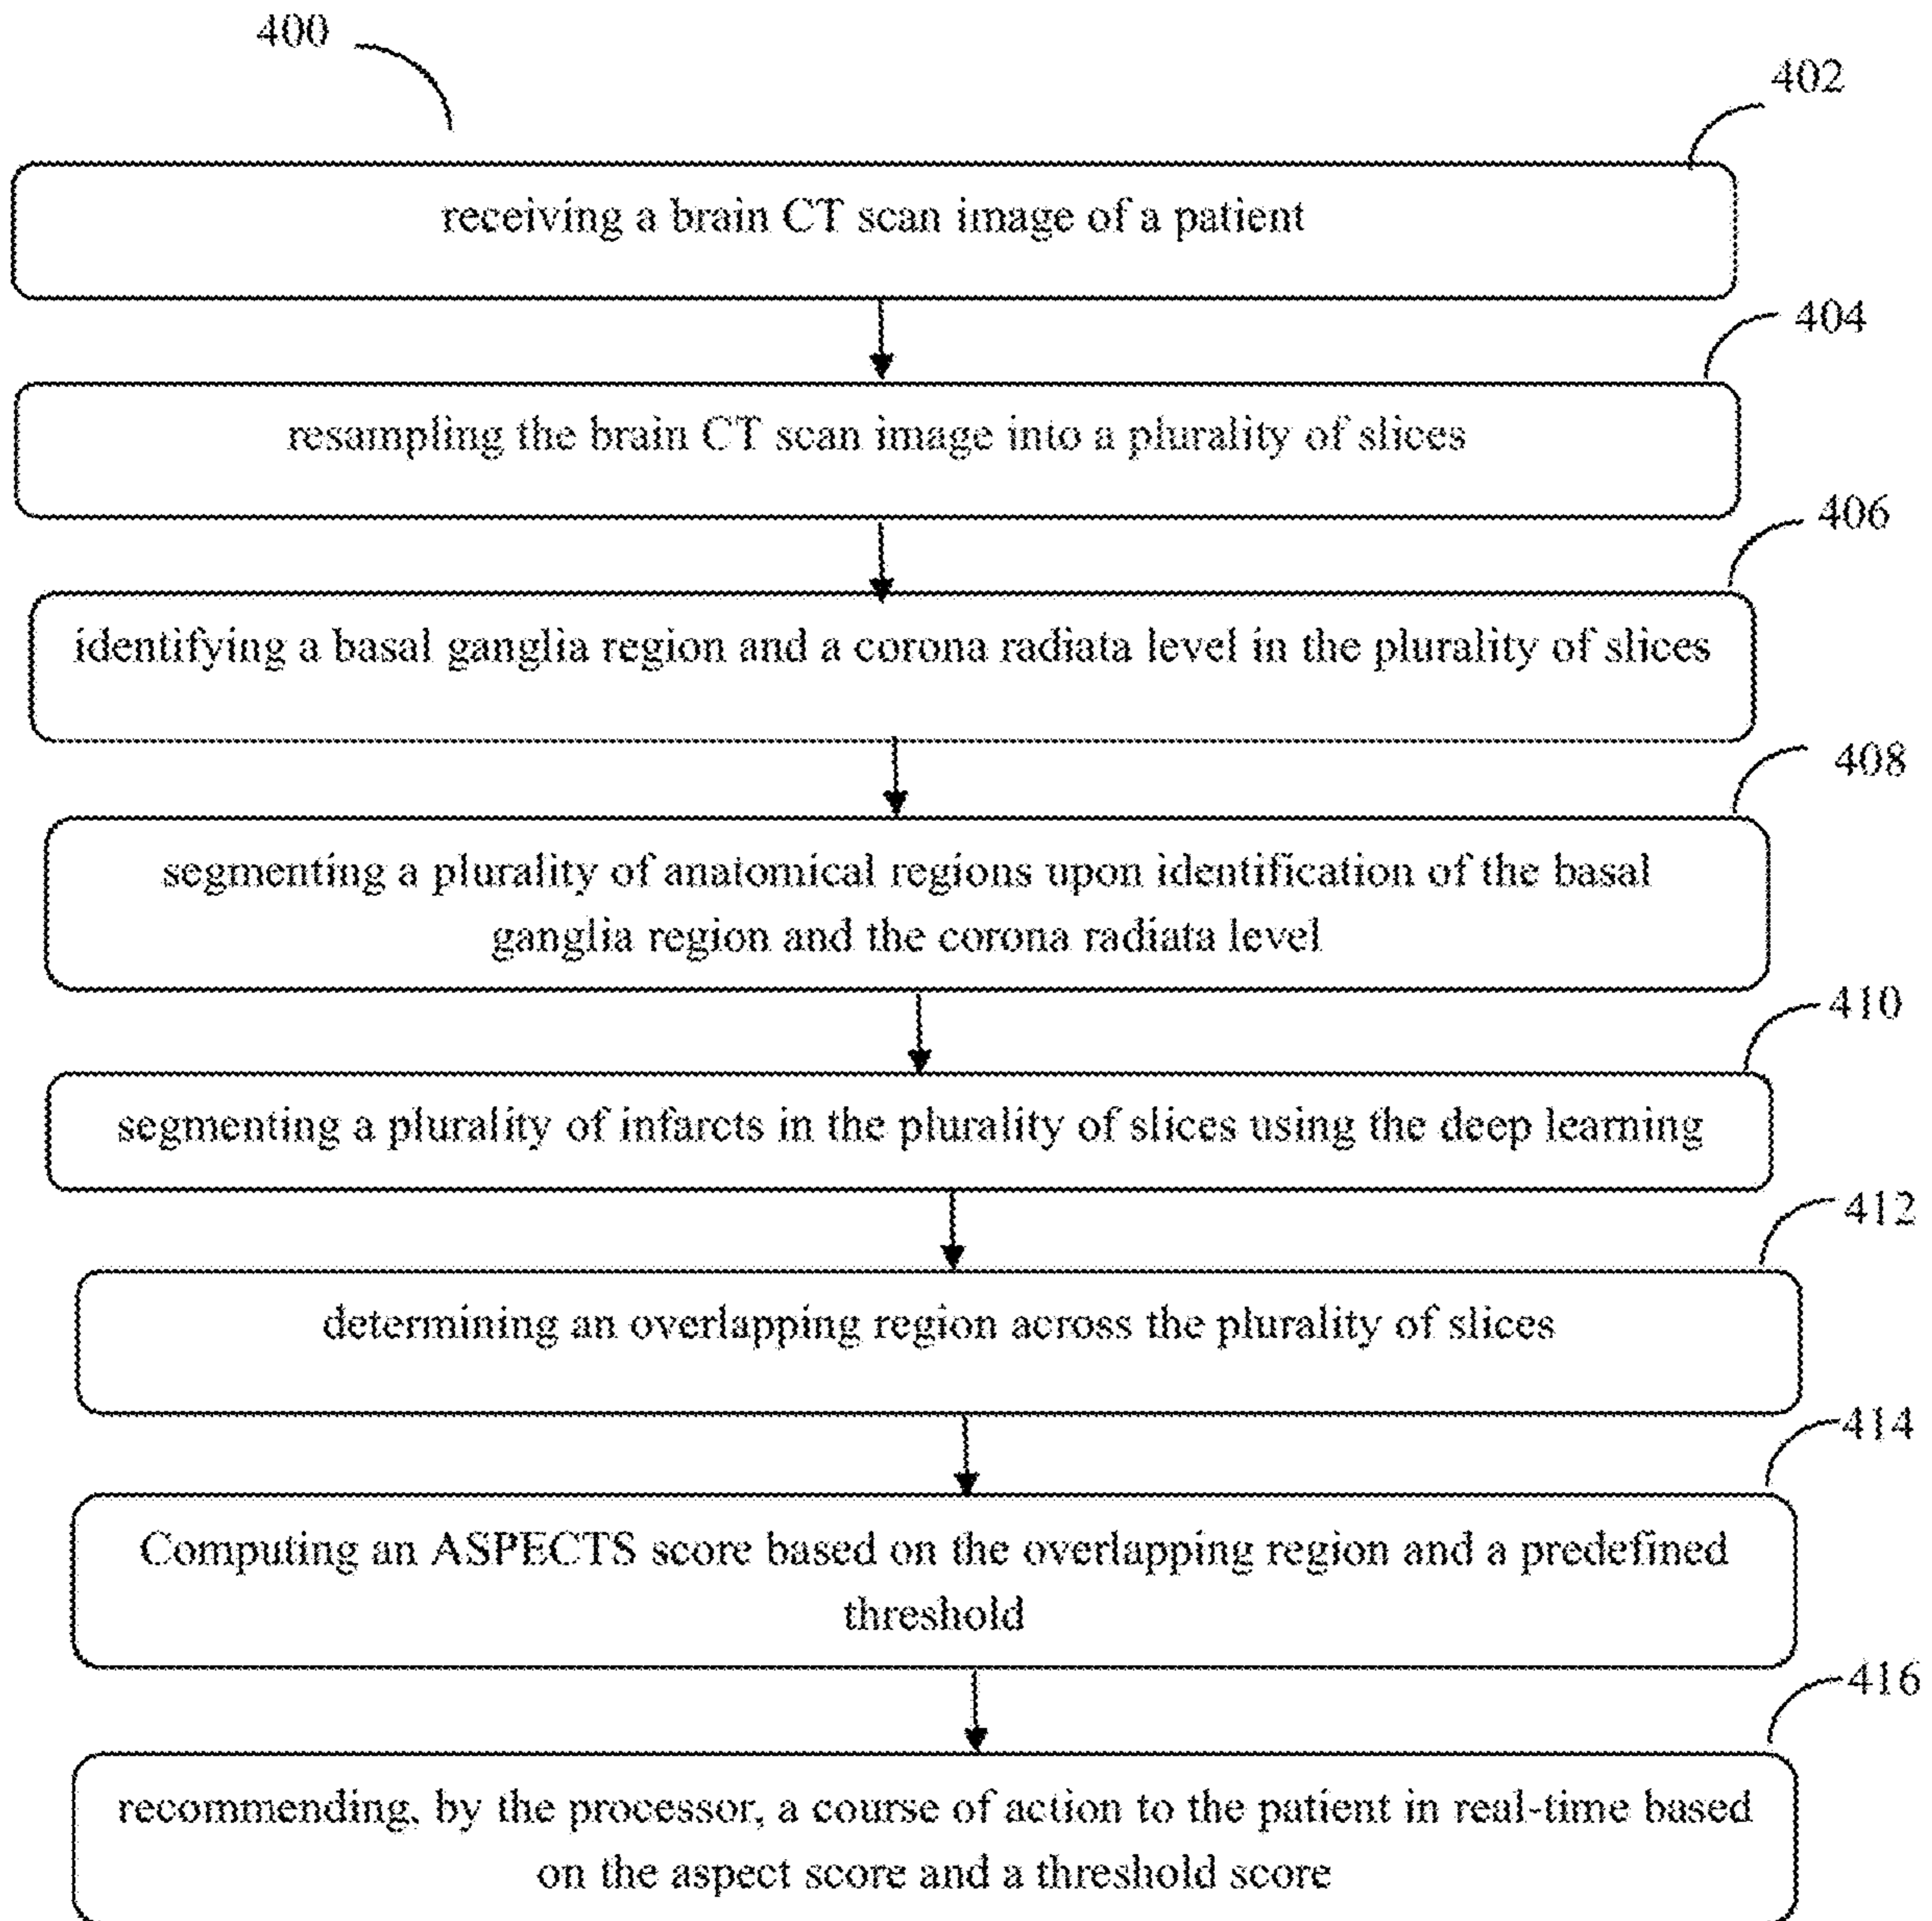 400
402
receiving a brain CT scan image of a patient
404
resampling the brain CT scan image into a plurality of slices
406
identifying a basal ganglia region and a corona radiata level in the plurality of slices
408
segmenting a plurality of anatomical regions upon identification of the basal
ganglia region and the corona radiata level
410
segmenting a plurality of infarcts in the plurality of slices using the deep learning
412
determining an overlapping region across the plurality of slices
414
Computing an ASPECTS score based on the overlapping region and a predefined
threshold
416
recommending, by the processor, a course of action to the patient in real-time based
on the aspect score and a threshold score